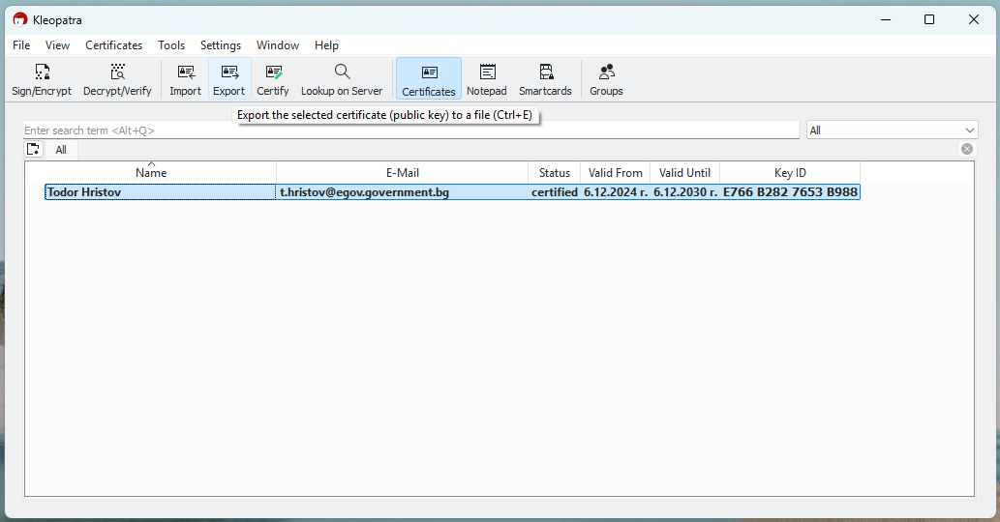 Kleopatra
File View Certificates Tools Settings Window Help
Sign/Encrypt Decrypt/Verify Import Export Certify Lookup on Server Certificates Notepad Smartcards Groups
Export the selected certificate (public key) to a file (Ctrl+E)
Enter search term <Alt+Q> All
All
Name E-Mail Status Valid From Valid Until Key ID
Todor Hristov t.hristov@egov.government.bg certified 6.12.2024 г. 6.12.2030 г. E766 B282 7653 B988